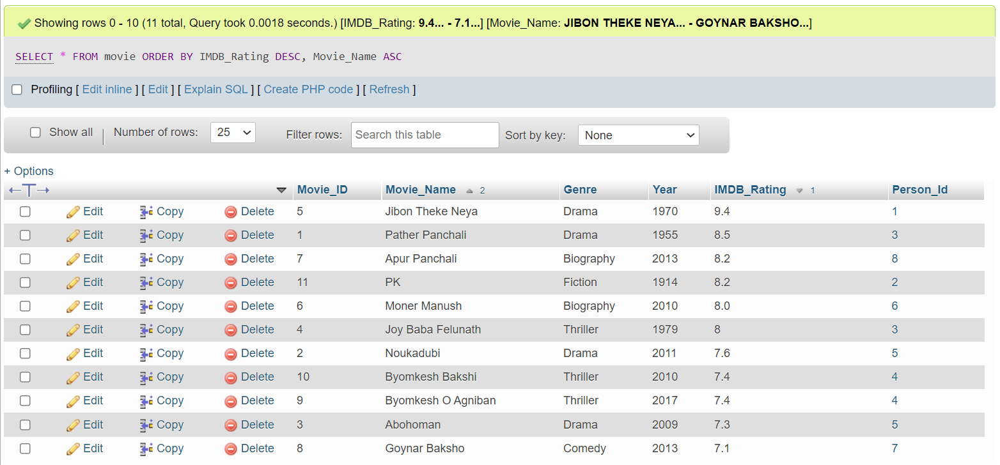 Showing rows 0 - 10 (11 total, Query took 0.0018 seconds.) [IMDB_Rating: 9.4... - 7.1...] [Movie_Name: JIBON THEKE NEYA... - GOYNAR BAKSHO...]
SELECT * FROM movie ORDER BY IMDB_Rating DESC, Movie_Name ASC
Profiling [ Edit inline ] [ Edit ] [ Explain SQL ] [ Create PHP code ] [ Refresh ]
Show all | Number of rows: 25 Filter rows: Search this table Sort by key: None
+ Options
←T→ Movie_ID Movie_Name 2 Genre Year IMDB_Rating 1 Person_Id
Edit Copy Delete 5 Jibon Theke Neya Drama 1970 9.4 1
Edit Copy Delete 1 Pather Panchali Drama 1955 8.5 3
Edit Copy Delete 7 Apur Panchali Biography 2013 8.2 8
Edit Copy Delete 11 PK Fiction 1914 8.2 2
Edit Copy Delete 6 Moner Manush Biography 2010 8.0 6
Edit Copy Delete 4 Joy Baba Felunath Thriller 1979 8 3
Edit Copy Delete 2 Noukadubi Drama 2011 7.6 5
Edit Copy Delete 10 Byomkesh Bakshi Thriller 2010 7.4 4
Edit Copy Delete 9 Byomkesh O Agniban Thriller 2017 7.4 4
Edit Copy Delete 3 Abohoman Drama 2009 7.3 5
Edit Copy Delete 8 Goynar Baksho Comedy 2013 7.1 7